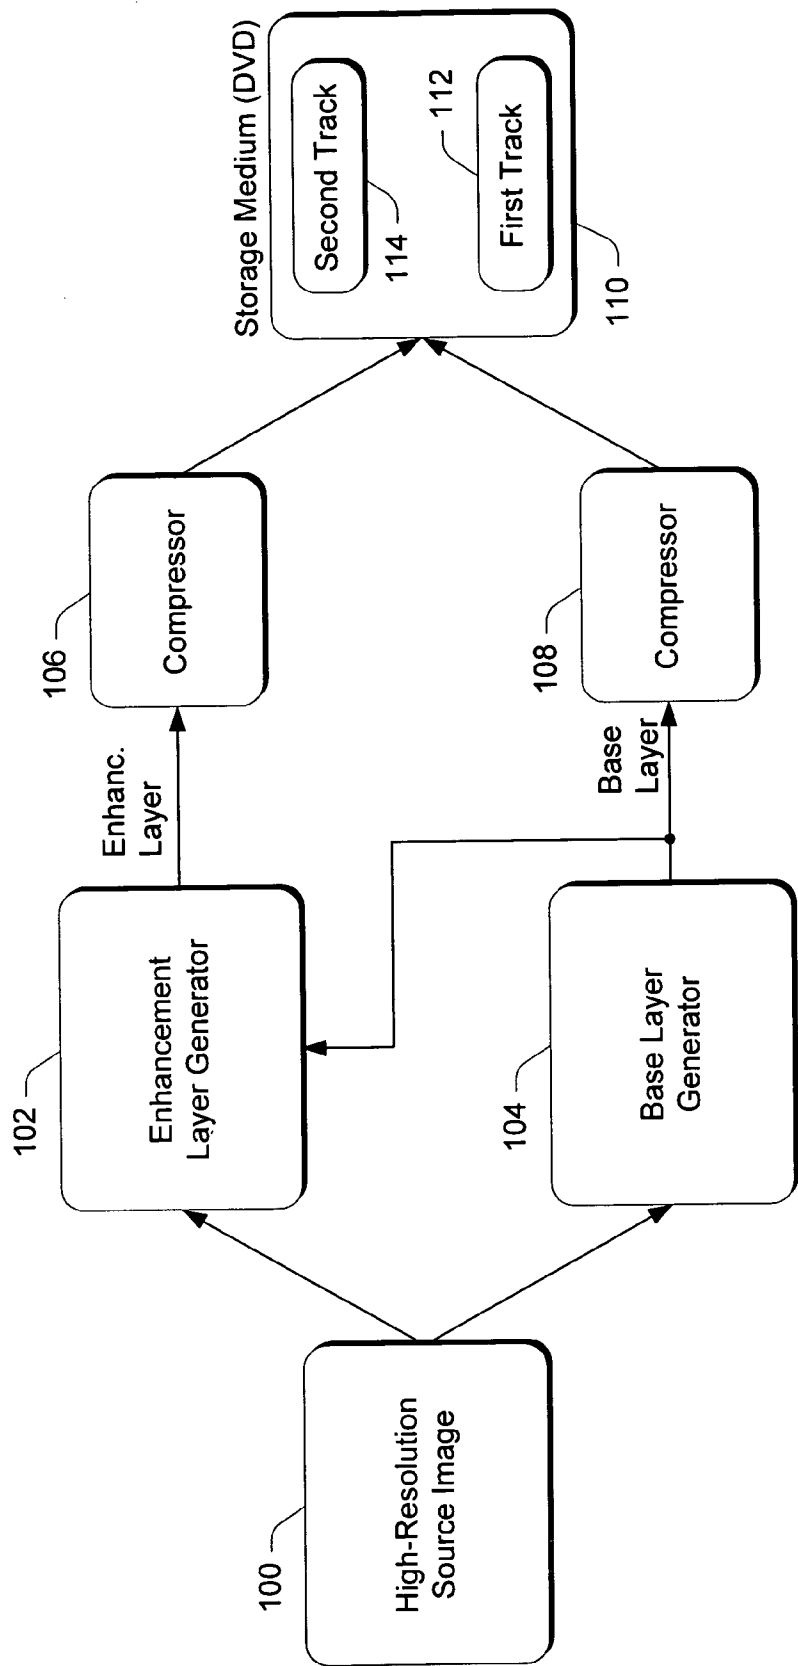 100
High-Resolution
Source Image
102
Enhancement
Layer Generator
104
Base Layer
Generator
Enhanc.
Layer
Base
Layer
106
Compressor
108
Compressor
Storage Medium (DVD)
Second Track
114
First Track
112
110